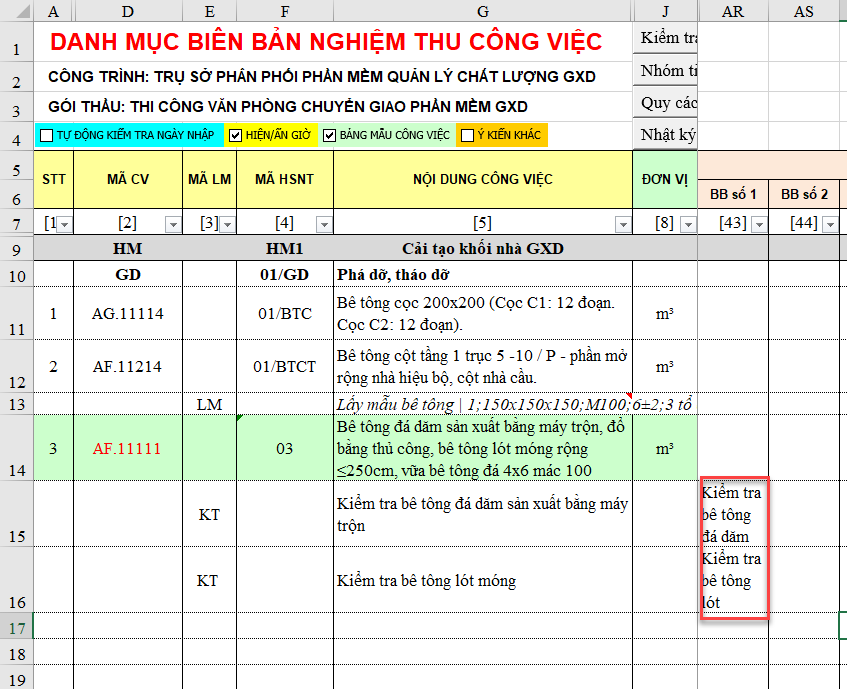 A D E F G J AR AS
1 DANH MỤC BIÊN BẢN NGHIỆM THU CÔNG VIỆC Kiểm tra
2 CÔNG TRÌNH: TRỤ SỞ PHÂN PHỐI PHẦN MỀM QUẢN LÝ CHẤT LƯỢNG GXD Nhóm
3 GÓI THẦU: THI CÔNG VĂN PHÒNG CHUYỂN GIAO PHẦN MỀM GXD Quy các
4 TỰ ĐỘNG KIỂM TRA NGÀY NHẬP HIỆN/ẨN GIỜ BẢNG MẪU CÔNG VIỆC Ý KIẾN KHÁC Nhật ký
5 STT MÃ CV MÃ LM MÃ HSNT NỘI DUNG CÔNG VIỆC ĐƠN VỊ
6 BB số 1 BB số 2
7 [1 [2] [3] [4] [5] [8] [43] [44]
9 HM HM1 Cải tạo khối nhà GXD
10 GD 01/GD Phá dỡ, tháo dỡ
11 1 AG.11114 01/BTC Bê tông cọc 200x200 (Cọc C1: 12 đoạn.
Cọc C2: 12 đoạn). m³
12 2 AF.11214 01/BTCT Bê tông cột tầng 1 trục 5 -10 / P - phần mở
rộng nhà hiệu bộ, cột nhà cầu. m³
13 LM Lấy mẫu bê tông | 1;150x150x150;M100;6±2;3 tổ
14 3 AF.11111 03 Bê tông đá dăm sản xuất bằng máy trộn, đổ
bằng thủ công, bê tông lót móng rộng
≤250cm, vữa bê tông đá 4x6 mác 100 m³
15 KT Kiểm tra bê tông đá dăm sản xuất bằng máy
trộn
Kiểm tra
bê tông
đá dăm
16 KT Kiểm tra bê tông lót móng
Kiểm tra
bê tông
lót
17
18
19